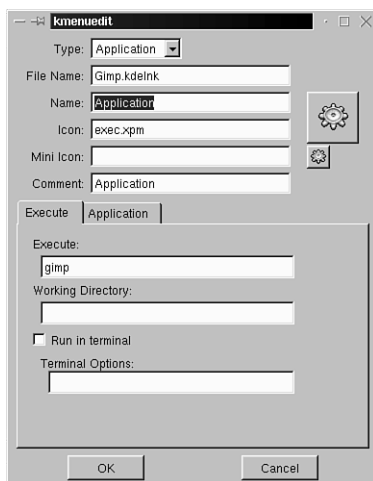 kmenuedit
Type: Application
File Name: Gimp.kdelnk
Name: Application
Icon: exec.xpm
Mini Icon:
Comment: Application
Execute Application
Execute:
gimp
Working Directory:
Run in terminal
Terminal Options:
OK Cancel